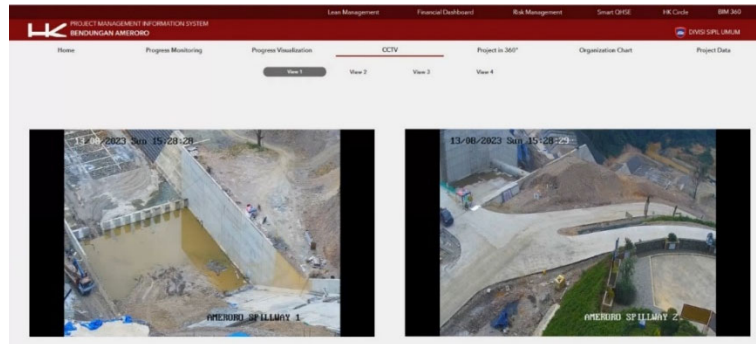 Lean Management Financial Dashboard Risk Management Smart QHSE HK Circle BIM 360
HK
PROJECT MANAGEMENT INFORMATION SYSTEM
BENDUNGAN AMERORO
DIVISI SIPIL UMUM
Home Progress Monitoring Progress Visualization CCTV Project in 360° Organization Chart Project Data
View 1 View 2 View 3 View 4
13/08/2023 Sun 15:28:28
13/08/2023 Sun 15:28:29
AMERORO SPILLWAY 1
AMERORO SPILLWAY 2